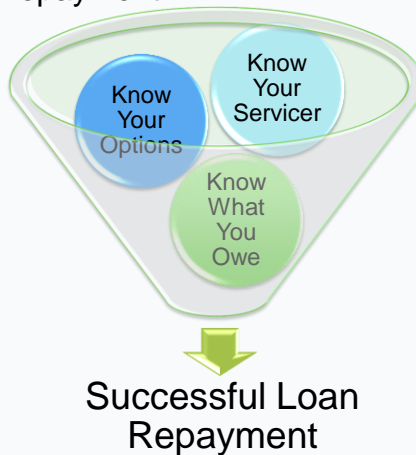 Know
Your
Options
Know
Your
Servicer
Know
What
You
Owe
Successful Loan
Repayment